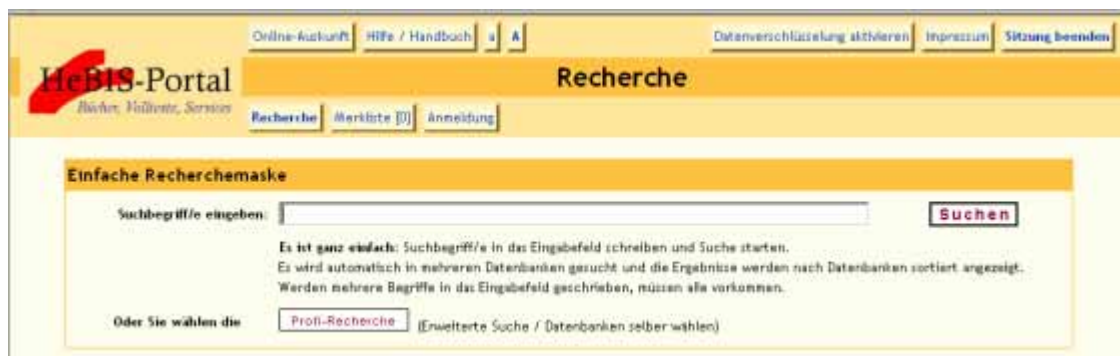 Online-Auskunft Hilfe / Handbuch a A Datenverschlüsselung aktivieren Impressum Sitzung beenden
HeBIS-Portal
Bücher, Volltexte, Services
Recherche
Recherche Merkliste [0] Anmeldung
Einfache Recherchemaske
Suchbegriff/e eingeben: Suchen
Es ist ganz einfach: Suchbegriff/e in das Eingabefeld schreiben und Suche starten.
Es wird automatisch in mehreren Datenbanken gesucht und die Ergebnisse werden nach Datenbanken sortiert angezeigt.
Werden mehrere Begriffe in das Eingabefeld geschrieben, müssen alle vorkommen.
Oder Sie wählen die Profi-Recherche (Erweiterte Suche / Datenbanken selber wählen)